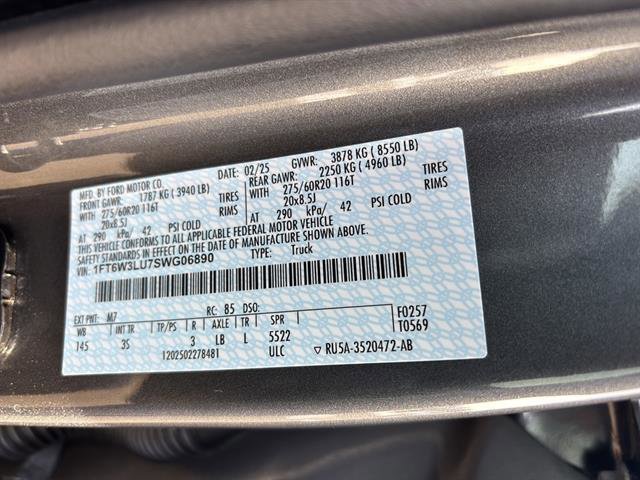 MFD. BY FORD MOTOR CO.
02/25 GVWR: 3878 KG ( 8550 LB)
FRONT GAWR: 1787 KG ( 3940 LB)
REAR GAWR: 2250 KG ( 4960 LB)
WITH 275/60R20 116T TIRES
275/60R20 116T TIRES
20x8.5J RIMS
20x8.5J RIMS
AT 290 kPa/ 42 PSI COLD
AT 290 kPa/ 42 PSI COLD
THIS VEHICLE CONFORMS TO ALL APPLICABLE FEDERAL MOTOR VEHICLE
SAFETY STANDARDS IN EFFECT ON THE DATE OF MANUFACTURE SHOWN ABOVE.
VIN: 1FT6W3LU7SWG06890 TYPE: Truck
EXT PNT: M7 RC: 85 DSO: F0257
WB INT TR TP/PS R AXLE TR SPR T0569
145 3S 3 LB L 5522
1202502278481 ULC RU5A-3520472-AB